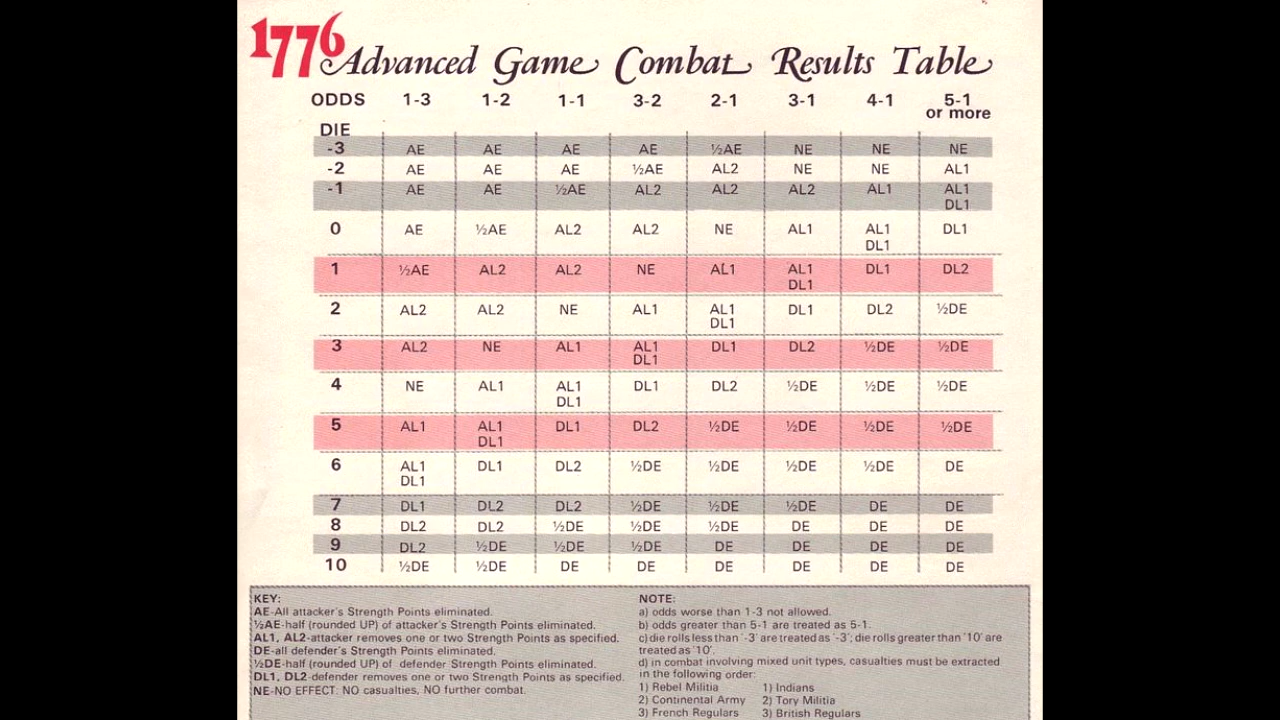 1776 Advanced Game Combat Results Table
ODDS 1-3 1-2 1-1 3-2 2-1 3-1 4-1 5-1
or more
DIE
-3 AE AE AE AE ½AE NE NE NE
-2 AE AE AE ½AE AL2 NE NE AL1
-1 AE AE ½AE AL2 AL2 AL2 AL1 AL1
DL1
0 AE ½AE AL2 AL2 NE AL1 AL1 DL1
DL1
1 ½AE AL2 AL2 NE AL1 AL1 DL1 DL2
DL1
2 AL2 AL2 NE AL1 AL1 DL1 DL2 ½DE
DL1
3 AL2 NE AL1 AL1 DL1 DL2 ½DE ½DE
DL1
4 NE AL1 AL1 DL1 DL2 ½DE ½DE ½DE
DL1
5 AL1 AL1 DL1 DL2 ½DE ½DE ½DE ½DE
DL1
6 AL1 DL1 DL2 ½DE ½DE ½DE ½DE DE
DL1
7 DL1 DL2 DL2 ½DE ½DE ½DE DE DE
8 DL2 DL2 ½DE ½DE ½DE DE DE DE
9 DL2 ½DE ½DE ½DE DE DE DE DE
10 ½DE ½DE DE DE DE DE DE DE
KEY:
AE-All attacker's Strength Points eliminated.
½AE-half (rounded UP) of attacker's Strength Points eliminated.
AL1, AL2-attacker removes one or two Strength Points as specified.
DE-all defender's Strength Points eliminated.
½DE-half (rounded UP) of defender Strength Points eliminated.
DL1, DL2-defender removes one or two Strength Points as specified.
NE-NO EFFECT: NO casualties, NO further combat.
NOTE:
a) odds worse than 1-3 not allowed.
b) odds greater than 5-1 are treated as 5-1.
c) die rolls less than '-3' are treated as '-3'; die rolls greater than '10' are
treated as '10'.
d) in combat involving mixed unit types, casualties must be extracted
in the following order:
1) Rebel Militia 1) Indians
2) Continental Army 2) Tory Militia
3) French Regulars 3) British Regulars